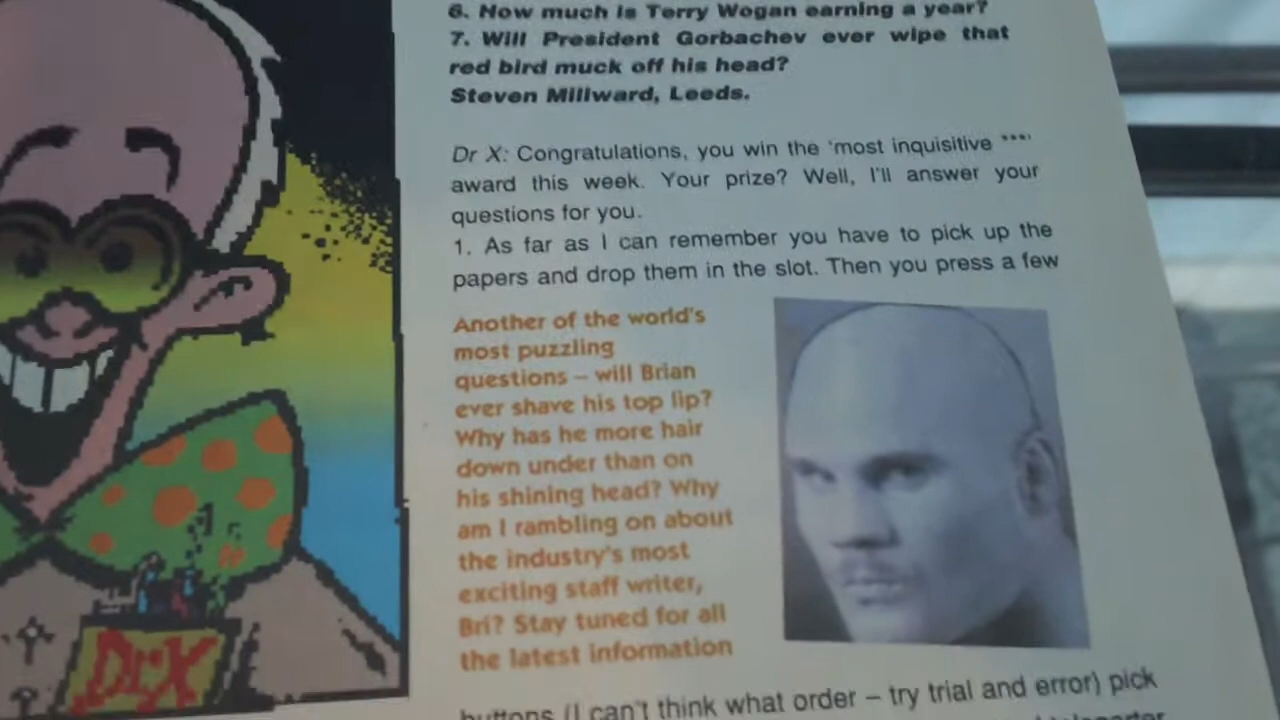 6. How much is Terry Wogan earning a year?
7. Will President Gorbachev ever wipe that
red bird muck off his head?
Steven Millward, Leeds.
Dr X: Congratulations, you win the 'most inquisitive ****'
award this week. Your prize? Well, I'll answer your
questions for you.
1. As far as I can remember you have to pick up the
papers and drop them in the slot. Then you press a few
Another of the world's
most puzzling
questions – will Brian
ever shave his top lip?
Why has he more hair
down under than on
his shining head? Why
am I rambling on about
the industry's most
exciting staff writer,
Bri? Stay tuned for all
the latest information
buttons (I can't think what order – try trial and error) pick
Dr X